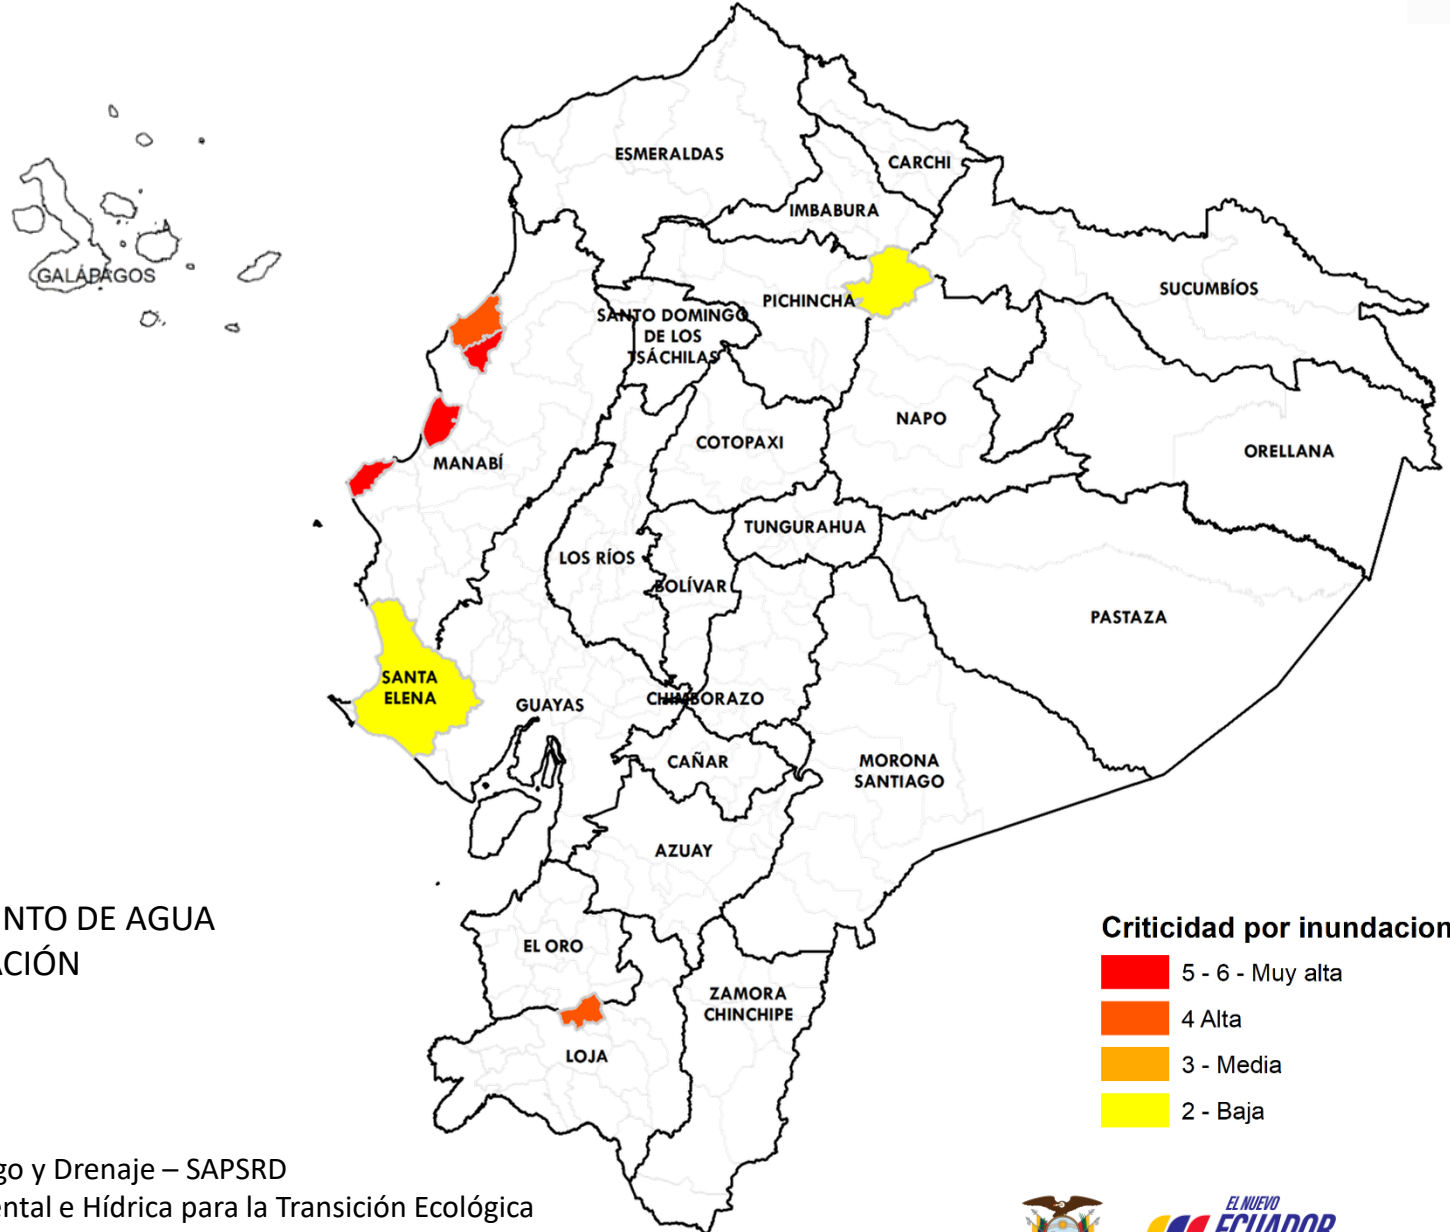 ESMERALDAS
CARCHI
IMBABURA
GALÁPAGOS
SUCUMBÍOS
PICHINCHA
SANTO DOMINGO
DE LOS
TSÁCHILAS
NAPO
COTOPAXI
ORELLANA
MANABÍ
TUNGURAHUA
LOS RÍOS
BOLÍVAR
PASTAZA
SANTA
ELENA
GUAYAS
CHIMBORAZO
CAÑAR
MORONA
SANTIAGO
AZUAY
EL ORO
ZAMORA
CHINCHIPE
LOJA
NTO DE AGUA
ACIÓN
Criticidad por inundacion
5 - 6 - Muy alta
4 Alta
3 - Media
2 - Baja
go y Drenaje – SAPSRD
ental e Hídrica para la Transición Ecológica
EL NUEVO
ECUADOR